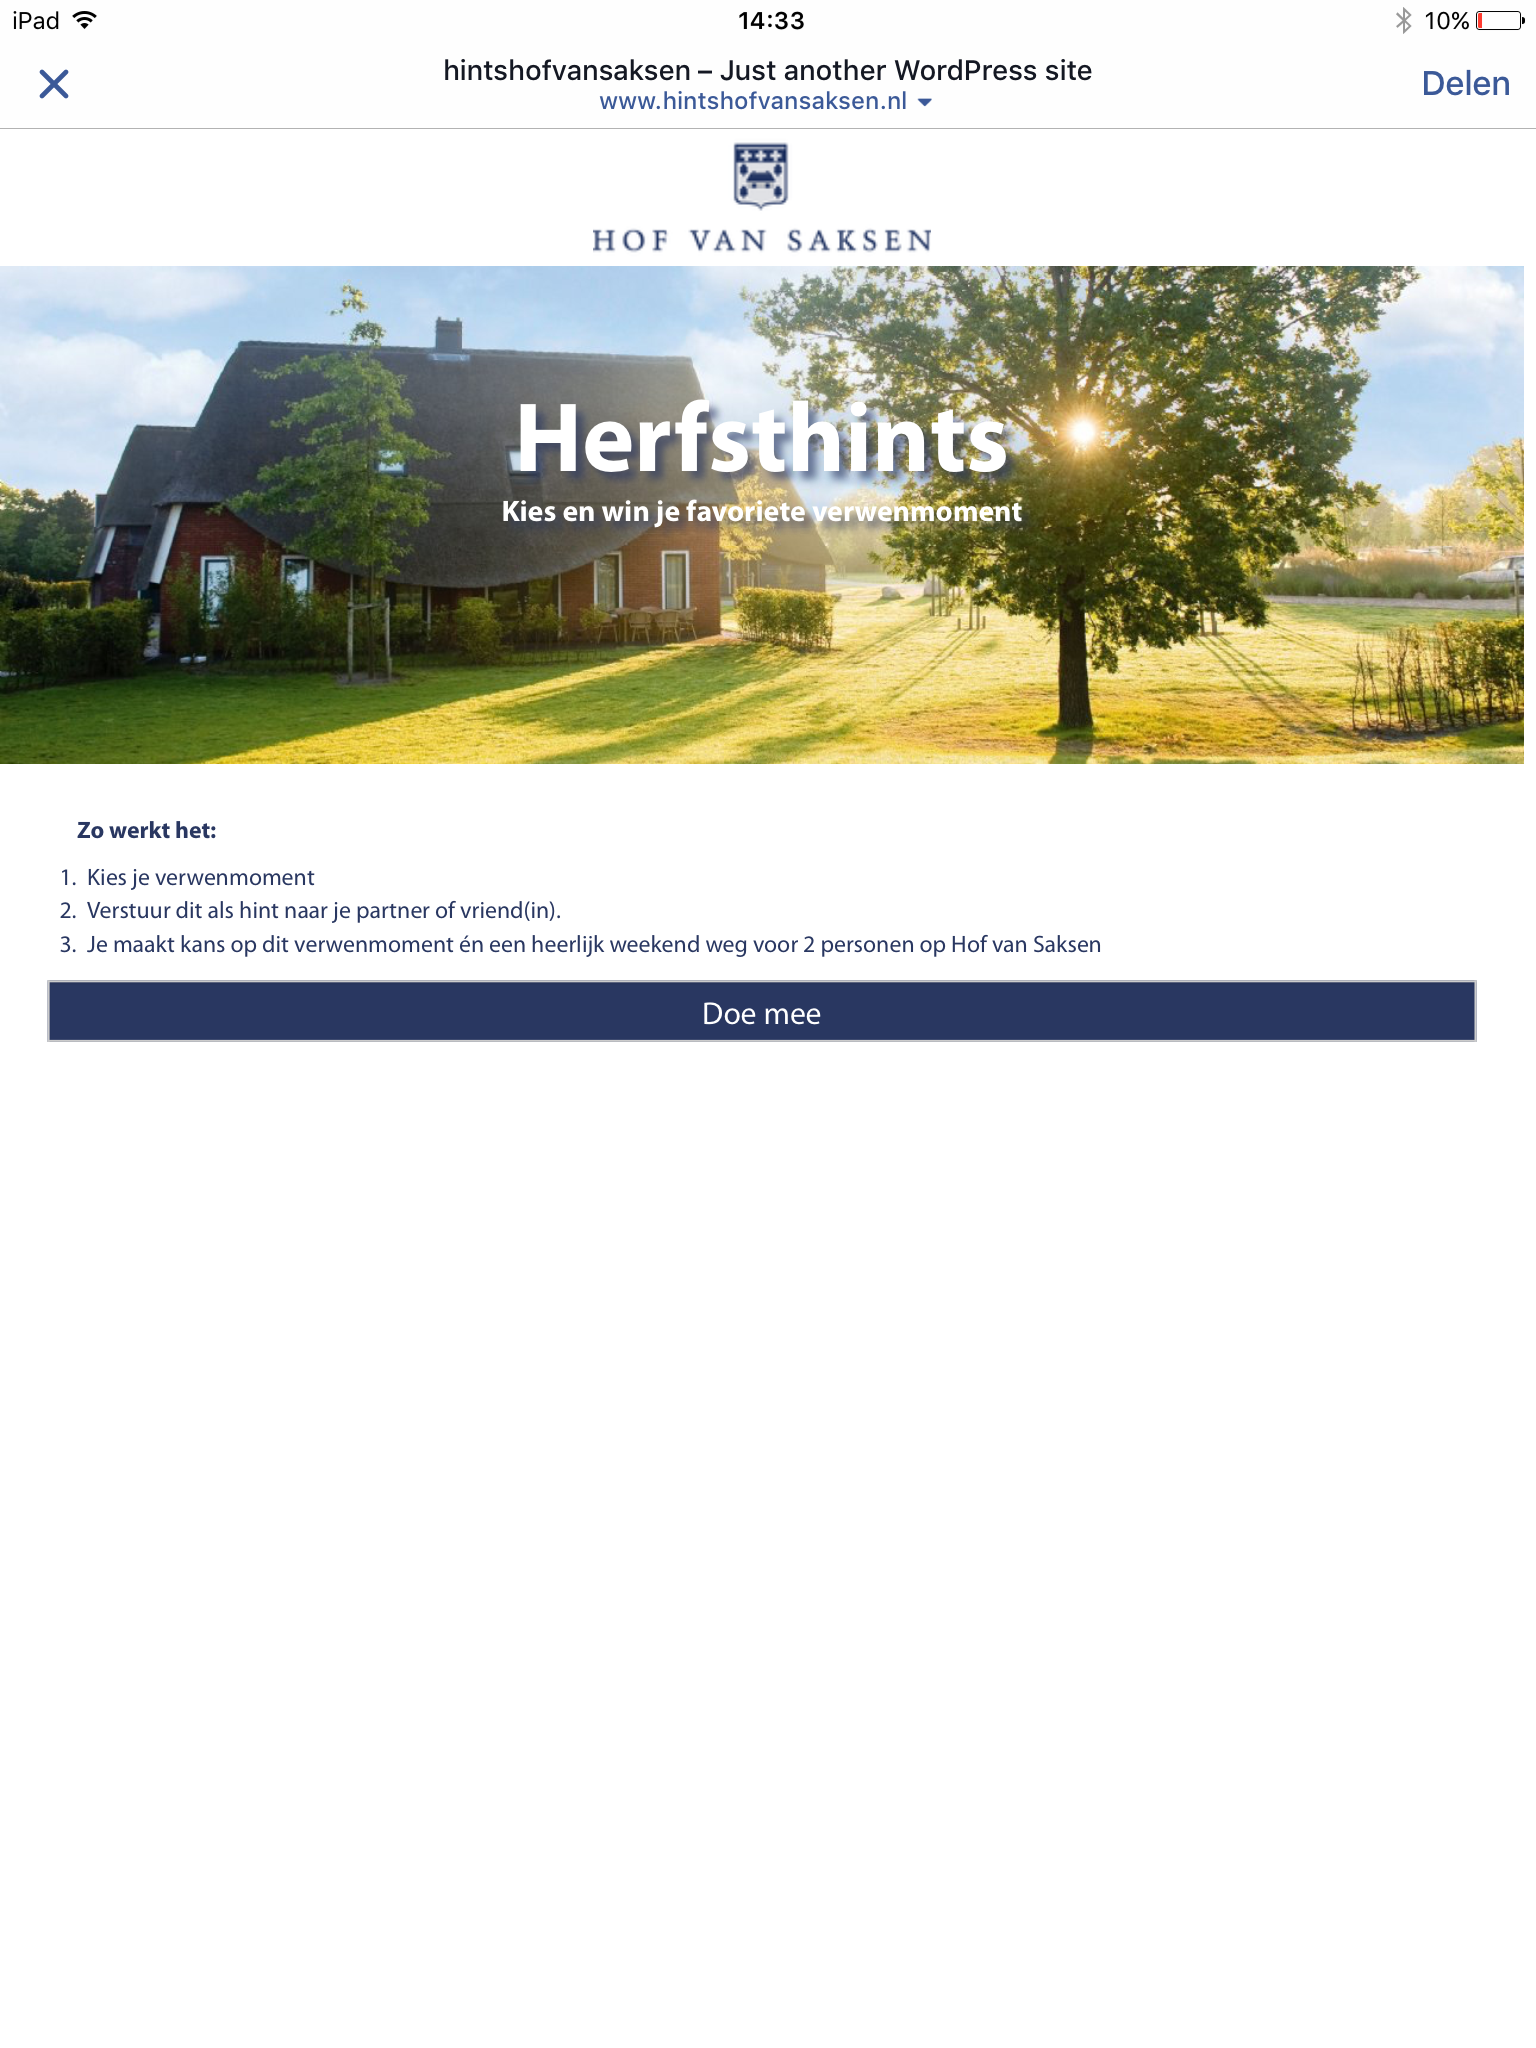 iPad 14:33 10%
hintshofvansaksen – Just another WordPress site
www.hintshofvansaksen.nl
Delen
HOF VAN SAKSEN
Herfsthints
Kies en win je favoriete verwenmoment
Zo werkt het:
1. Kies je verwenmoment
2. Verstuur dit als hint naar je partner of vriend(in).
3. Je maakt kans op dit verwenmoment én een heerlijk weekend weg voor 2 personen op Hof van Saksen
Doe mee